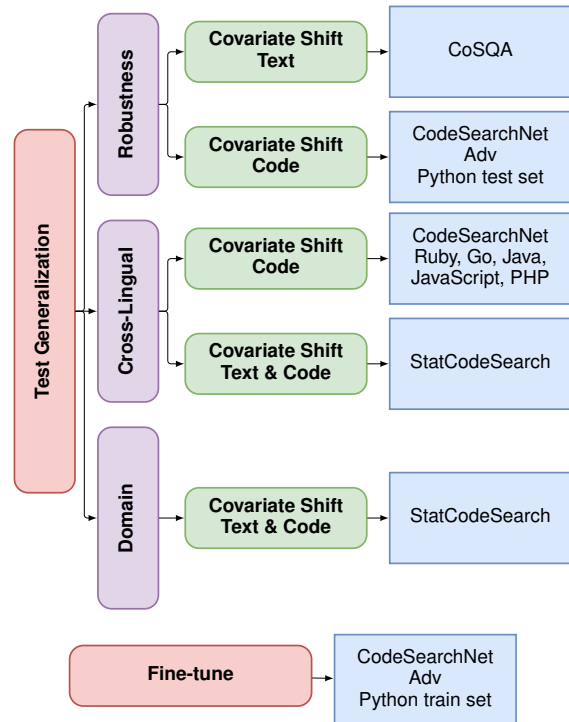 Test Generalization
Robustness
Covariate Shift
Text
CoSQA
Covariate Shift
Code
CodeSearchNet
Adv
Python test set
Cross-Lingual
Covariate Shift
Code
CodeSearchNet
Ruby, Go, Java,
JavaScript, PHP
Covariate Shift
Text & Code
StatCodeSearch
Domain
Covariate Shift
Text & Code
StatCodeSearch
Fine-tune
CodeSearchNet
Adv
Python train set